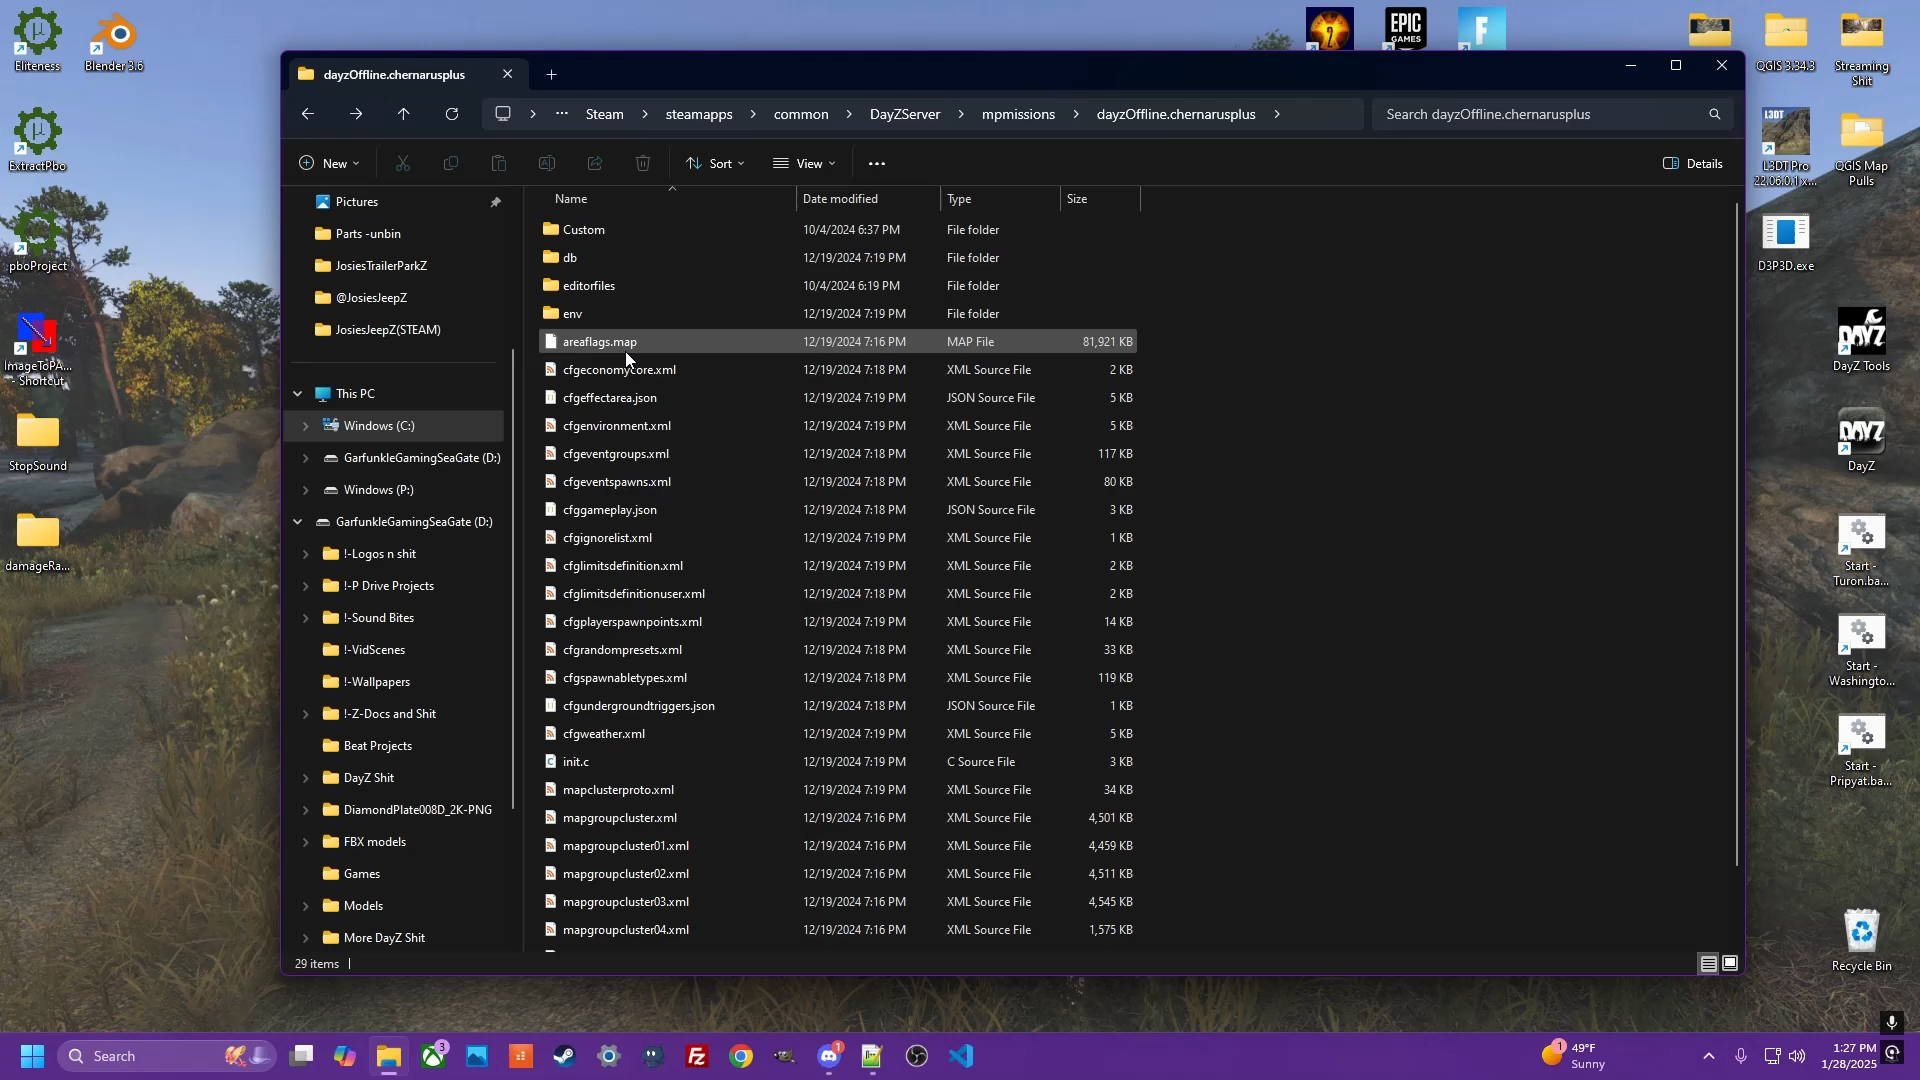 Eliteness
Blender 3.6
EPIC
GAMES
QGIS 3.34.3
Streaming
Shit
dayzOffline.chernarusplus
Steam
steamapps
common
DayZServer
mpmissions
dayzOffline.chernarusplus
Search dayzOffline.chernarusplus
New
Sort
View
Details
ExtractPbo
pboProject
ImageToPA...
- Shortcut
StopSound
damageRa...
L3DT
L3DT Pro
22.06.0.1 x...
QGIS Map
Pulls
D3P3D.exe
DAYZ
DayZ Tools
DAYZ
DayZ
Start -
Turon.ba...
Start -
Washingto...
Start -
Pripyat.ba...
Recycle Bin
Pictures
Parts -unbin
JosiesTrailerParkZ
@JosiesJeepZ
JosiesJeepZ(STEAM)
This PC
Windows (C:)
GarfunkleGamingSeaGate (D:)
Windows (P:)
GarfunkleGamingSeaGate (D:)
!-Logos n shit
!-P Drive Projects
!-Sound Bites
!-VidScenes
!-Wallpapers
!-Z-Docs and Shit
Beat Projects
DayZ Shit
DiamondPlate008D_2K-PNG
FBX models
Games
Models
More DayZ Shit
Name Date modified Type Size
Custom 10/4/2024 6:37 PM File folder
db 12/19/2024 7:19 PM File folder
editorfiles 10/4/2024 6:19 PM File folder
env 12/19/2024 7:19 PM File folder
areaflags.map 12/19/2024 7:16 PM MAP File 81,921 KB
cfgeconomycore.xml 12/19/2024 7:18 PM XML Source File 2 KB
cfgeffectarea.json 12/19/2024 7:19 PM JSON Source File 5 KB
cfgenvironment.xml 12/19/2024 7:19 PM XML Source File 5 KB
cfgeventgroups.xml 12/19/2024 7:18 PM XML Source File 117 KB
cfgeventspawns.xml 12/19/2024 7:18 PM XML Source File 80 KB
cfggameplay.json 12/19/2024 7:18 PM JSON Source File 3 KB
cfgignorelist.xml 12/19/2024 7:19 PM XML Source File 1 KB
cfglimitsdefinition.xml 12/19/2024 7:19 PM XML Source File 2 KB
cfglimitsdefinitionuser.xml 12/19/2024 7:18 PM XML Source File 2 KB
cfgplayerspawnpoints.xml 12/19/2024 7:19 PM XML Source File 14 KB
cfgrandompresets.xml 12/19/2024 7:18 PM XML Source File 33 KB
cfgspawnabletypes.xml 12/19/2024 7:18 PM XML Source File 119 KB
cfgundergroundtriggers.json 12/19/2024 7:18 PM JSON Source File 1 KB
cfgweather.xml 12/19/2024 7:19 PM XML Source File 5 KB
init.c 12/19/2024 7:19 PM C Source File 3 KB
mapclusterproto.xml 12/19/2024 7:19 PM XML Source File 34 KB
mapgroupcluster.xml 12/19/2024 7:16 PM XML Source File 4,501 KB
mapgroupcluster01.xml 12/19/2024 7:16 PM XML Source File 4,459 KB
mapgroupcluster02.xml 12/19/2024 7:16 PM XML Source File 4,511 KB
mapgroupcluster03.xml 12/19/2024 7:16 PM XML Source File 4,545 KB
mapgroupcluster04.xml 12/19/2024 7:16 PM XML Source File 1,575 KB
29 items
Search
3
1
1
49°F
Sunny
1:27 PM
1/28/2025